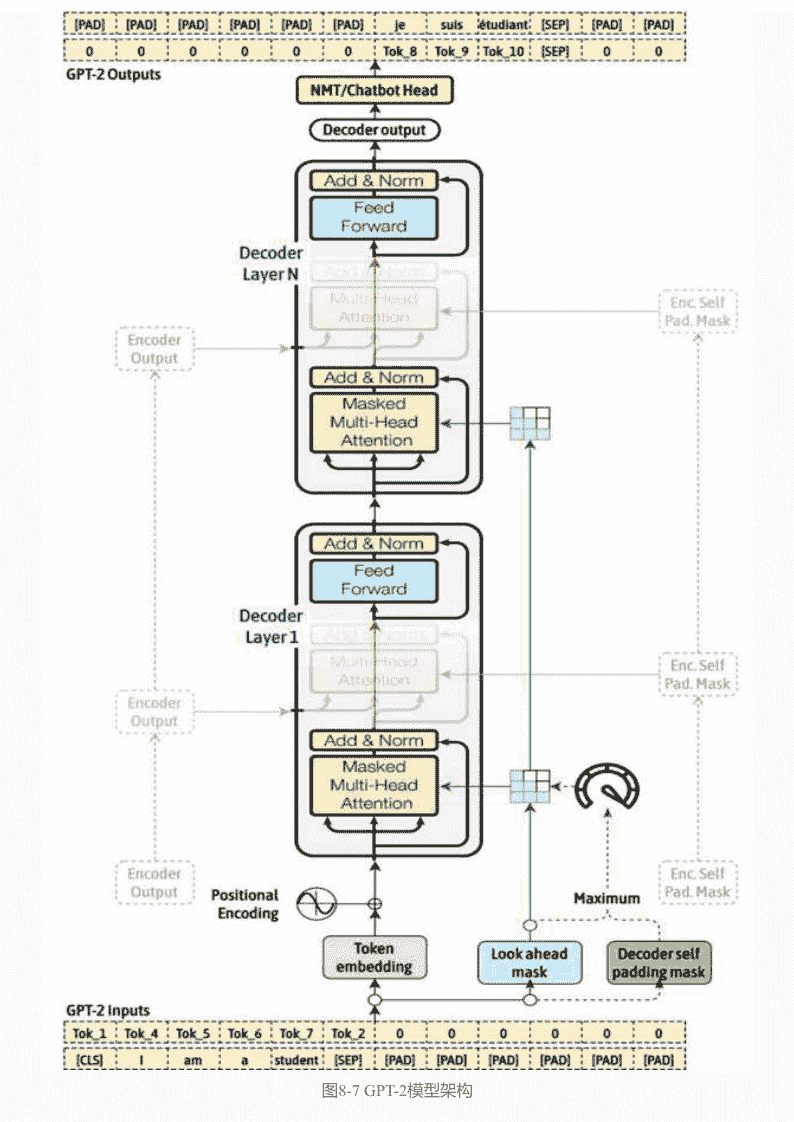 [PAD] [PAD] [PAD] [PAD] [PAD] [PAD] je suis étudiant [SEP] [PAD] [PAD]
0 0 0 0 0 0 Tok_8 Tok_9 Tok_10 [SEP] 0 0
GPT-2 Outputs
NMT/Chatbot Head
Decoder output
Add & Norm
Feed
Forward
Decoder
Layer N
Add & Norm
Multi-Head
Attention
Enc. Self
Pad. Mask
Encoder
Output
Add & Norm
Masked
Multi-Head
Attention
Add & Norm
Feed
Forward
Decoder
Layer 1
Add & Norm
Multi-Head
Attention
Enc. Self
Pad. Mask
Encoder
Output
Add & Norm
Masked
Multi-Head
Attention
Encoder
Output
Enc. Self
Pad. Mask
Positional
Encoding
Maximum
Token
embedding
Look ahead
mask
Decoder self
padding mask
GPT-2 Inputs
Tok_1 Tok_4 Tok_5 Tok_6 Tok_7 Tok_2 0 0 0 0 0 0
[CLS] I am a student [SEP] [PAD] [PAD] [PAD] [PAD] [PAD] [PAD]
图8-7 GPT-2模型架构